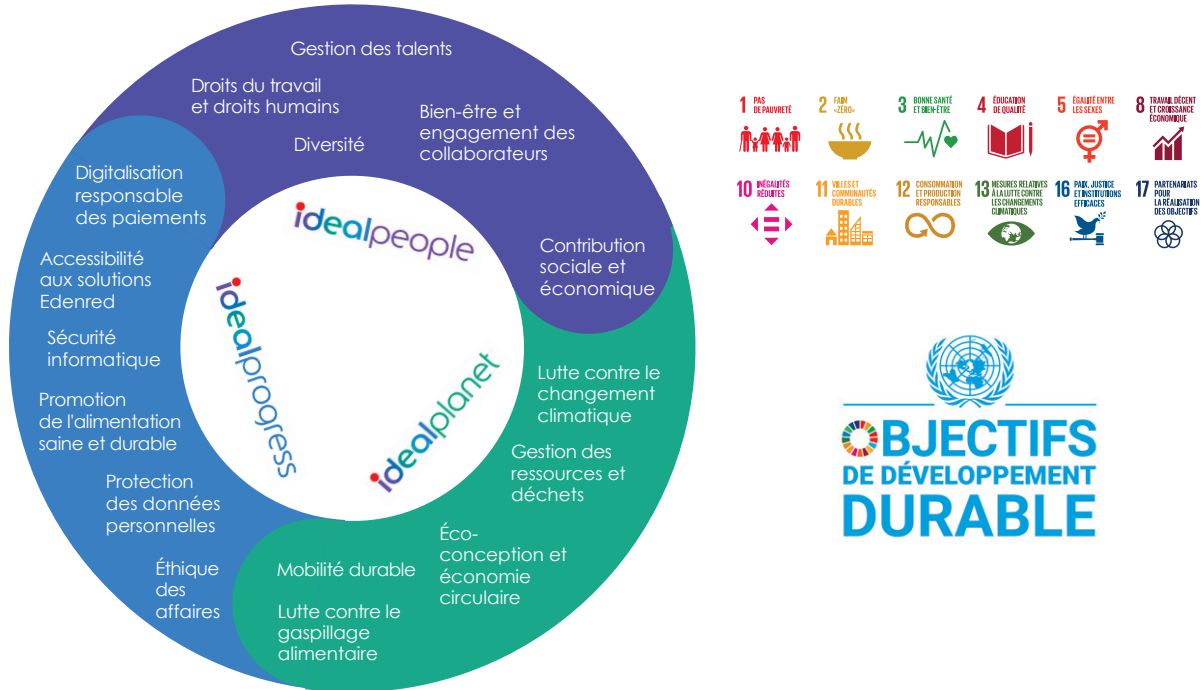 Gestion des talents
Droits du travail
et droits humains
Diversité
Bien-être et
engagement des
collaborateurs
Contribution
sociale et
économique
Digitalisation
responsable
des paiements
Accessibilité
aux solutions
Edenred
Sécurité
informatique
Promotion
de l'alimentation
saine et durable
Protection
des données
personnelles
Éthique
des
affaires
idealpeople
idealprogress
idealplanet
Lutte contre le
changement
climatique
Gestion des
ressources et
déchets
Éco-
conception et
économie
circulaire
Mobilité durable
Lutte contre le
gaspillage
alimentaire
1 PAS
DE PAUVRETÉ
2 FAIM
«ZÉRO»
3 BONNE SANTÉ
ET BIEN-ÊTRE
4 ÉDUCATION
DE QUALITÉ
5 ÉGALITÉ ENTRE
LES SEXES
8 TRAVAIL DÉCENT
ET CROISSANCE
ÉCONOMIQUE
10 INÉGALITÉS
RÉDUITES
11 VILLES ET
COMMUNAUTÉS
DURABLES
12 CONSOMMATION
ET PRODUCTION
RESPONSABLES
13 MESURES RELATIVES
À LA LUTTE CONTRE
LES CHANGEMENTS
CLIMATIQUES
16 PAIX, JUSTICE
ET INSTITUTIONS
EFFICACES
17 PARTENARIATS
POUR
LA RÉALISATION
DES OBJECTIFS
OBJECTIFS
DE DÉVELOPPEMENT
DURABLE